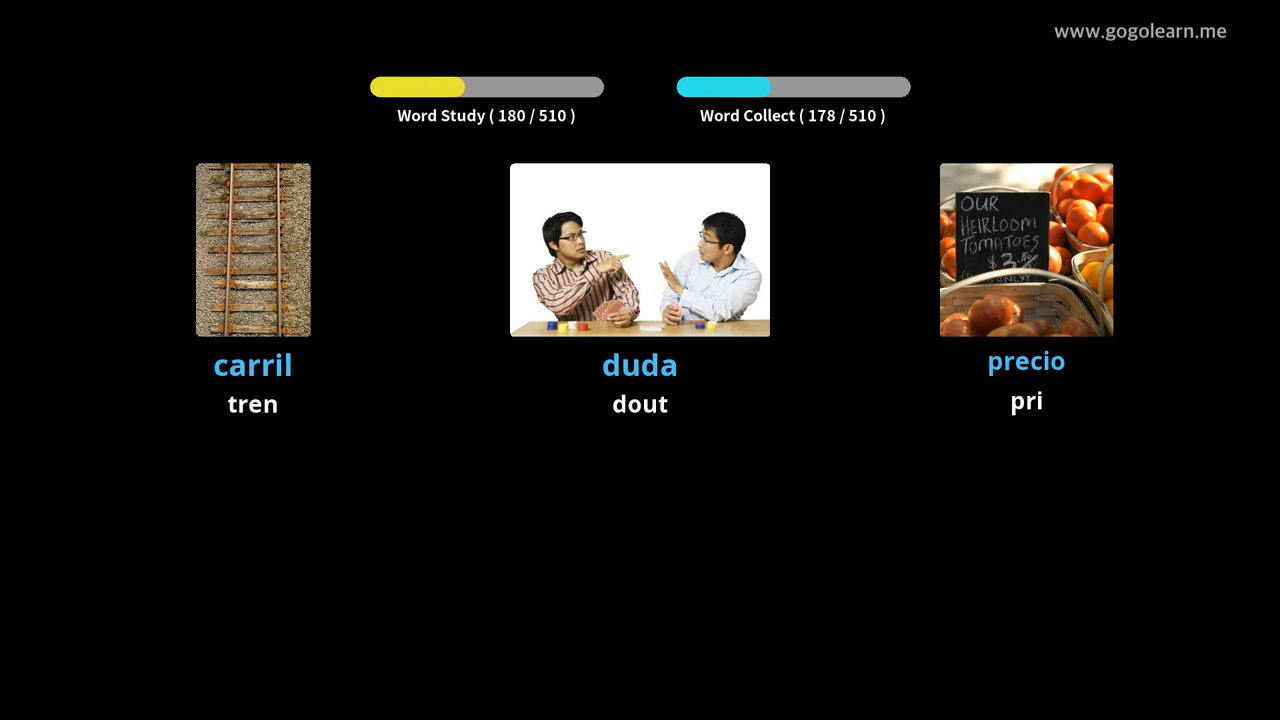 www.gogolearn.me
Word Study ( 180 / 510 )
Word Collect ( 178 / 510 )
OUR
HEIRLOOM
TOMATOES
carril
duda
precio
tren
dout
pri